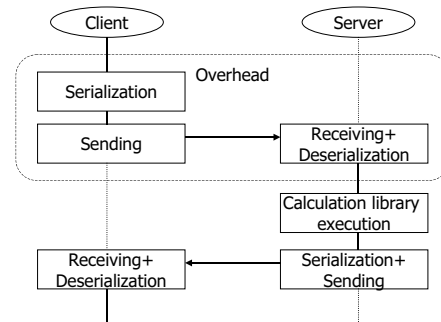 Client
Server
Overhead
Serialization
Sending
Receiving+
Deserialization
Calculation library
execution
Receiving+
Deserialization
Serialization+
Sending